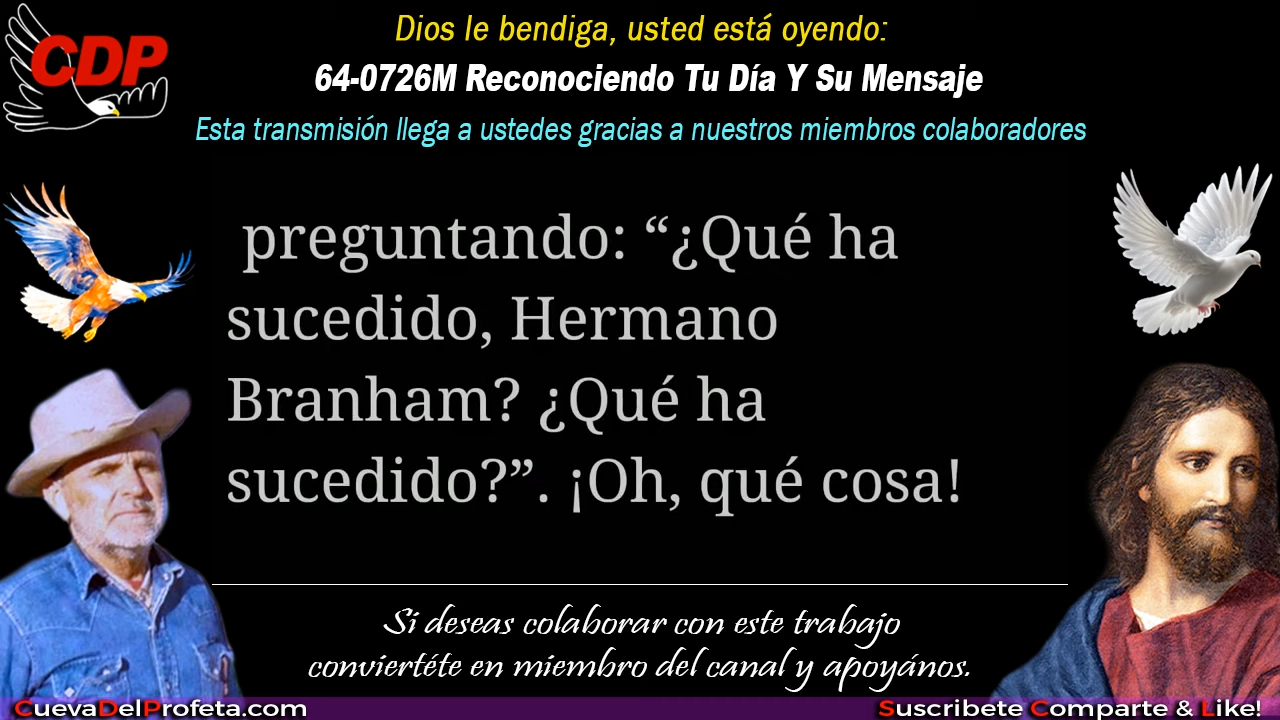 CDP
Dios le bendiga, usted está oyendo:
64-0726M Reconociendo Tu Día Y Su Mensaje
Esta transmisión llega a ustedes gracias a nuestros miembros colaboradores
preguntando: “¿Qué ha
sucedido, Hermano
Branham? ¿Qué ha
sucedido?”. ¡Oh, qué cosa!
Si deseas colaborar con este trabajo
conviertéte en miembro del canal y apoyános.
CuevaDelProfeta.com
Suscribete Comparte & Like!